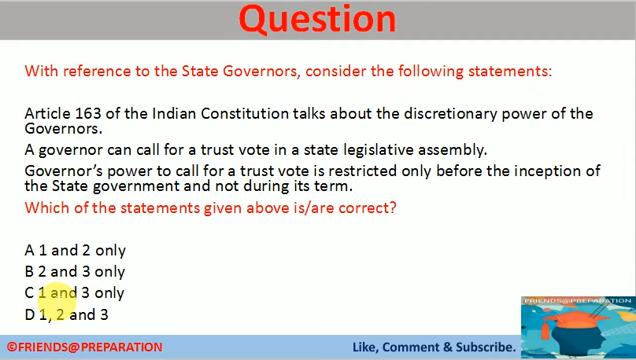 Question
With reference to the State Governors, consider the following statements:
Article 163 of the Indian Constitution talks about the discretionary power of the
Governors.
A governor can call for a trust vote in a state legislative assembly.
Governor's power to call for a trust vote is restricted only before the inception of
the State government and not during its term.
Which of the statements given above is/are correct?
A 1 and 2 only
B 2 and 3 only
C 1 and 3 only
D 1, 2 and 3
FRIENDS@PREPARATION
©FRIENDS@PREPARATION
Like, Comment & Subscribe.